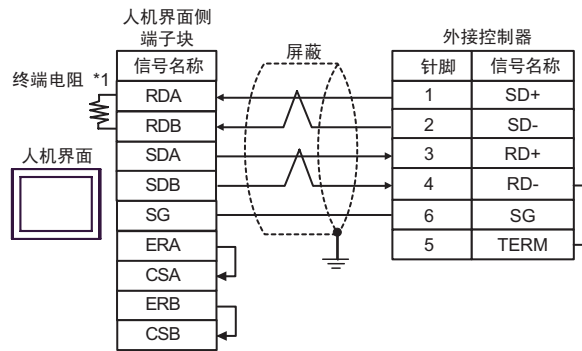 人机界面侧
端子块
屏蔽
外接控制器
终端电阻 *1
信号名称
针脚 信号名称
RDA 1 SD+
RDB 2 SD-
人机界面
SDA 3 RD+
SDB 4 RD-
SG 6 SG
ERA 5 TERM
CSA
ERB
CSB